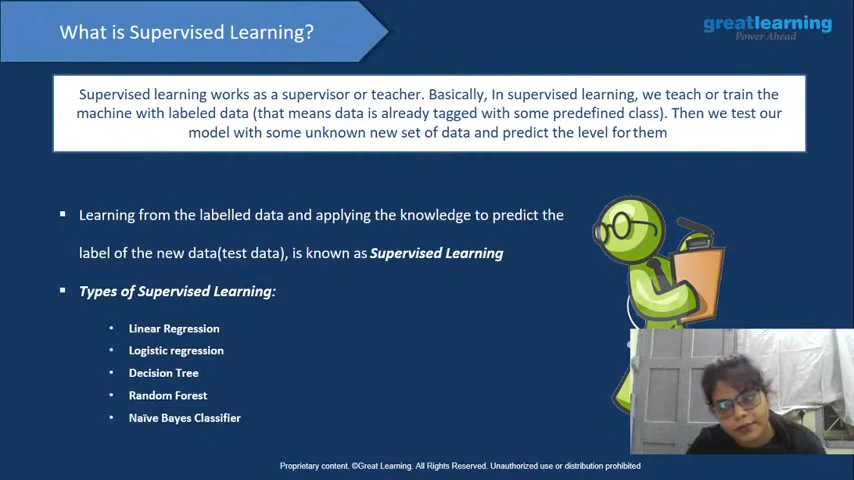 What is Supervised Learning?
greatlearning
Power Ahead
Supervised learning works as a supervisor or teacher. Basically, In supervised learning, we teach or train the
machine with labeled data (that means data is already tagged with some predefined class). Then we test our
model with some unknown new set of data and predict the level for them
▪ Learning from the labelled data and applying the knowledge to predict the
label of the new data(test data), is known as Supervised Learning
▪ Types of Supervised Learning:
• Linear Regression
• Logistic regression
• Decision Tree
• Random Forest
• Naïve Bayes Classifier
Proprietary content. ©Great Learning. All Rights Reserved. Unauthorized use or distribution prohibited